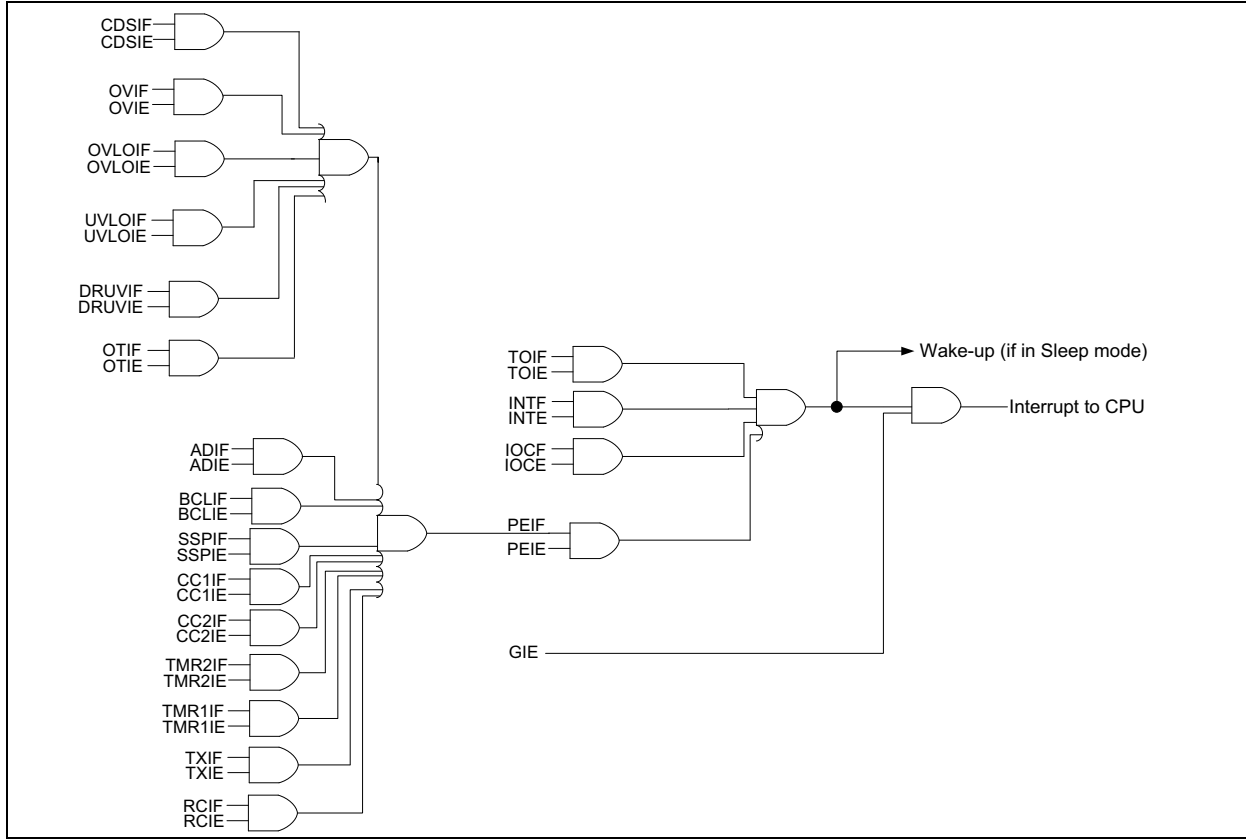 CDSIF
CDSIE
OVIF
OVIE
OVLOIF
OVLOIE
UVLOIF
UVLOIE
DRUVIF
DRUVIE
OTIF
OTIE
ADIF
ADIE
BCLIF
BCLIE
SSPIF
SSPIE
CC1IF
CC1IE
CC2IF
CC2IE
TMR2IF
TMR2IE
TMR1IF
TMR1IE
TXIF
TXIE
RCIF
RCIE
TOIF
TOIE
INTF
INTE
IOCF
IOCE
PEIF
PEIE
GIE
Wake-up (if in Sleep mode)
Interrupt to CPU